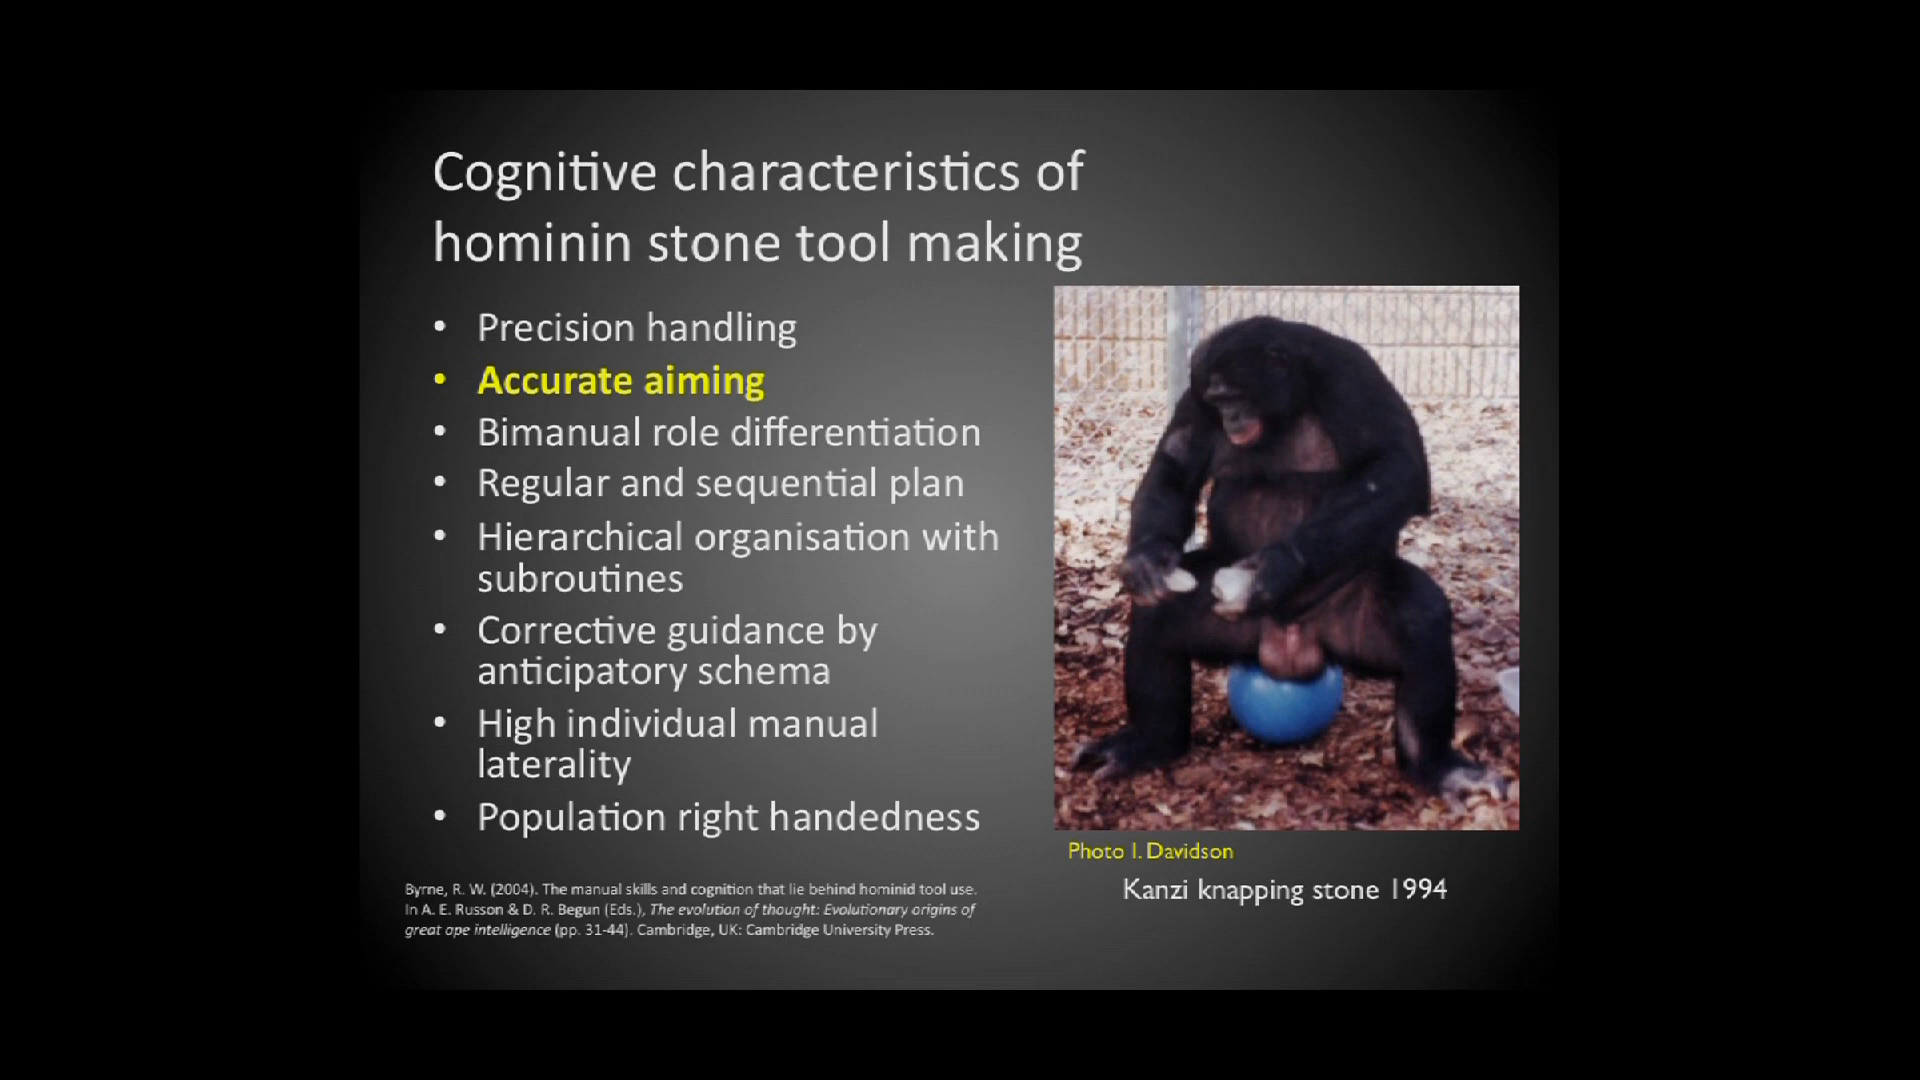 Cognitive characteristics of
hominin stone tool making
• Precision handling
• Accurate aiming
• Bimanual role differentiation
• Regular and sequential plan
• Hierarchical organisation with
subroutines
• Corrective guidance by
anticipatory schema
• High individual manual
laterality
• Population right handedness
Byrne, R. W. (2004). The manual skills and cognition that lie behind hominid tool use.
In A. E. Russon & D. R. Begun (Eds.), The evolution of thought: Evolutionary origins of
great ape intelligence (pp. 31-44). Cambridge, UK: Cambridge University Press.
Photo I. Davidson
Kanzi knapping stone 1994